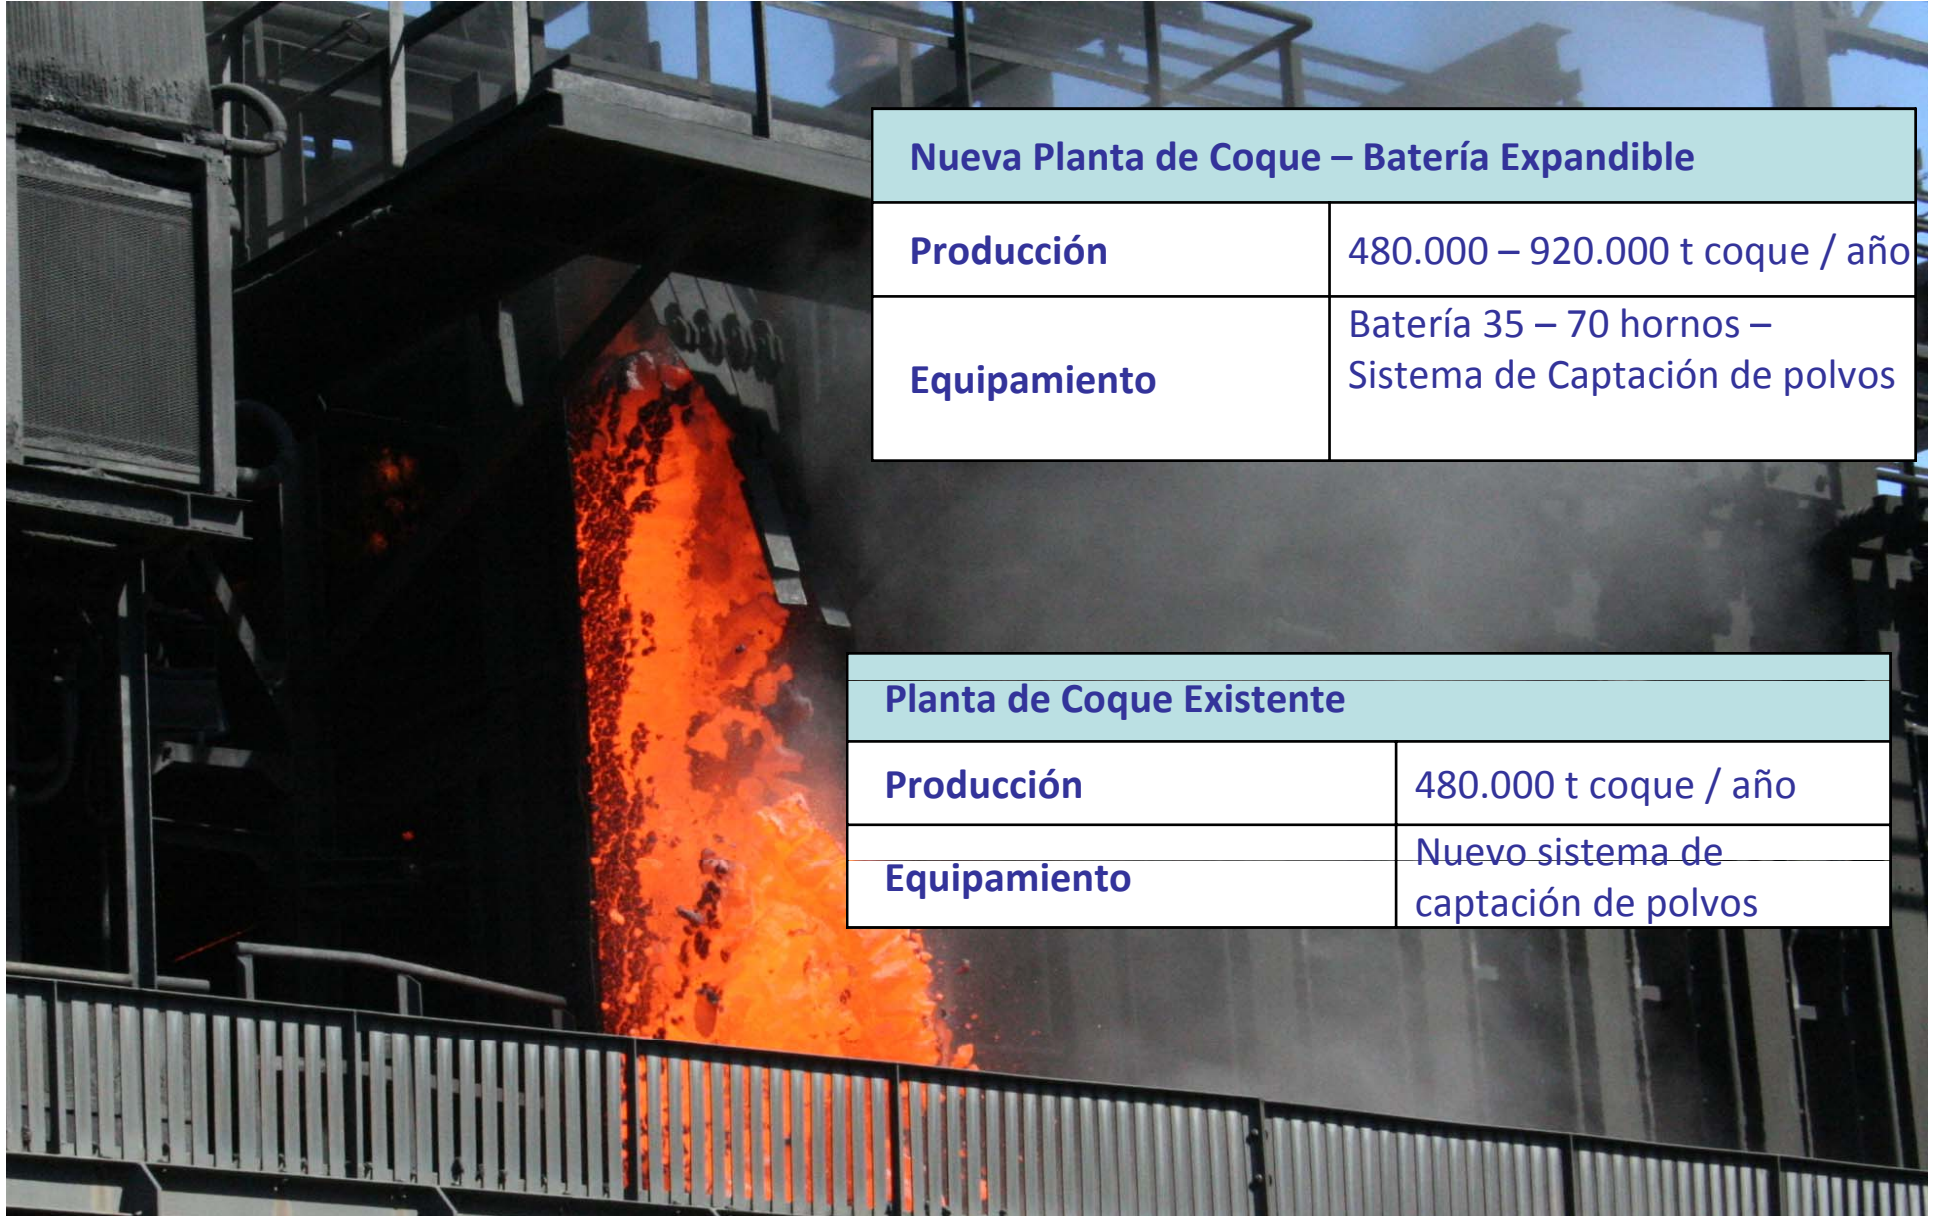 Nueva Planta de Coque – Batería Expandible
Producción
480.000 – 920.000 t coque / año
Equipamiento
Batería 35 – 70 hornos –
Sistema de Captación de polvos
Planta de Coque Existente
Producción
480.000 t coque / año
Equipamiento
Nuevo sistema de
captación de polvos